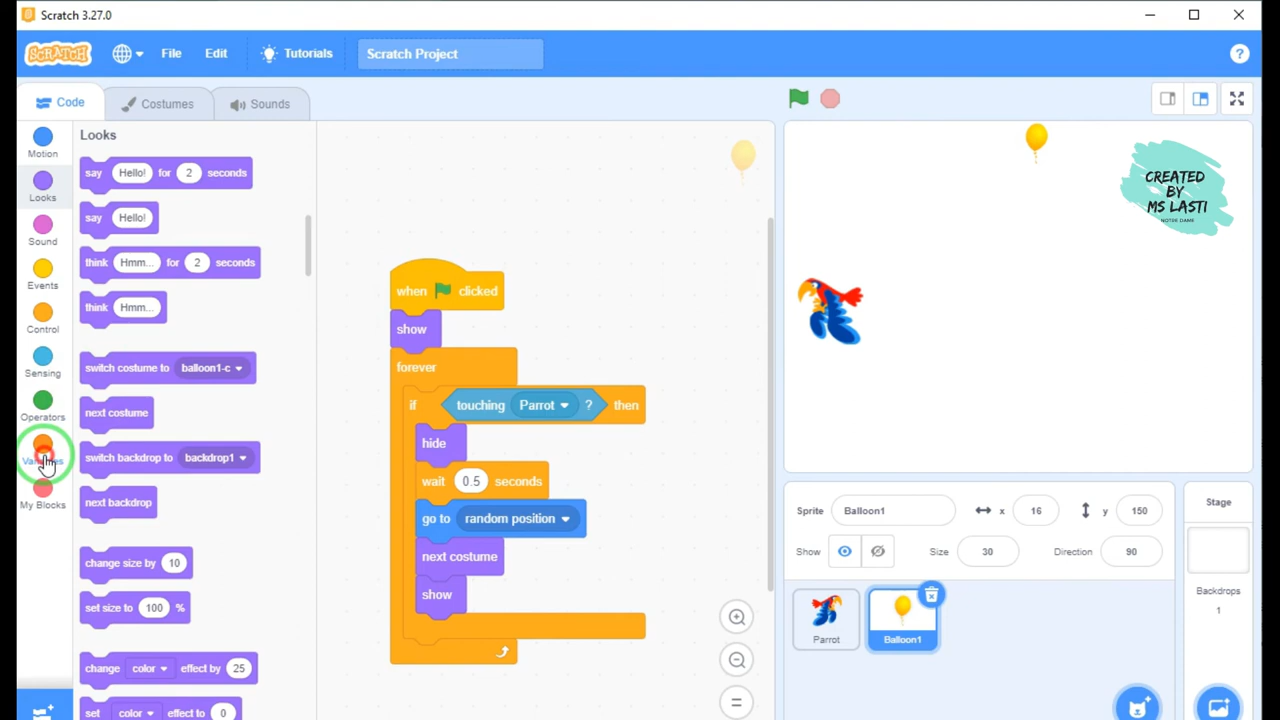 Scratch 3.27.0
SCRATCH
File
Edit
Tutorials
Scratch Project
?
Code
Costumes
Sounds
Motion
Looks
Sound
Events
Control
Sensing
Operators
Variables
My Blocks
Looks
say Hello! for 2 seconds
say Hello!
think Hmm... for 2 seconds
think Hmm...
switch costume to balloon1-c
next costume
switch backdrop to backdrop1
next backdrop
change size by 10
set size to 100 %
change color effect by 25
set color effect to 0
when clicked
show
forever
if touching Parrot ? then
hide
wait 0.5 seconds
go to random position
next costume
show
CREATED
BY
MS LASTI
NOTRE DAME
Sprite Balloon1 x 16 y 150
Show Size 30 Direction 90
Parrot
Balloon1
Stage
Backdrops
1